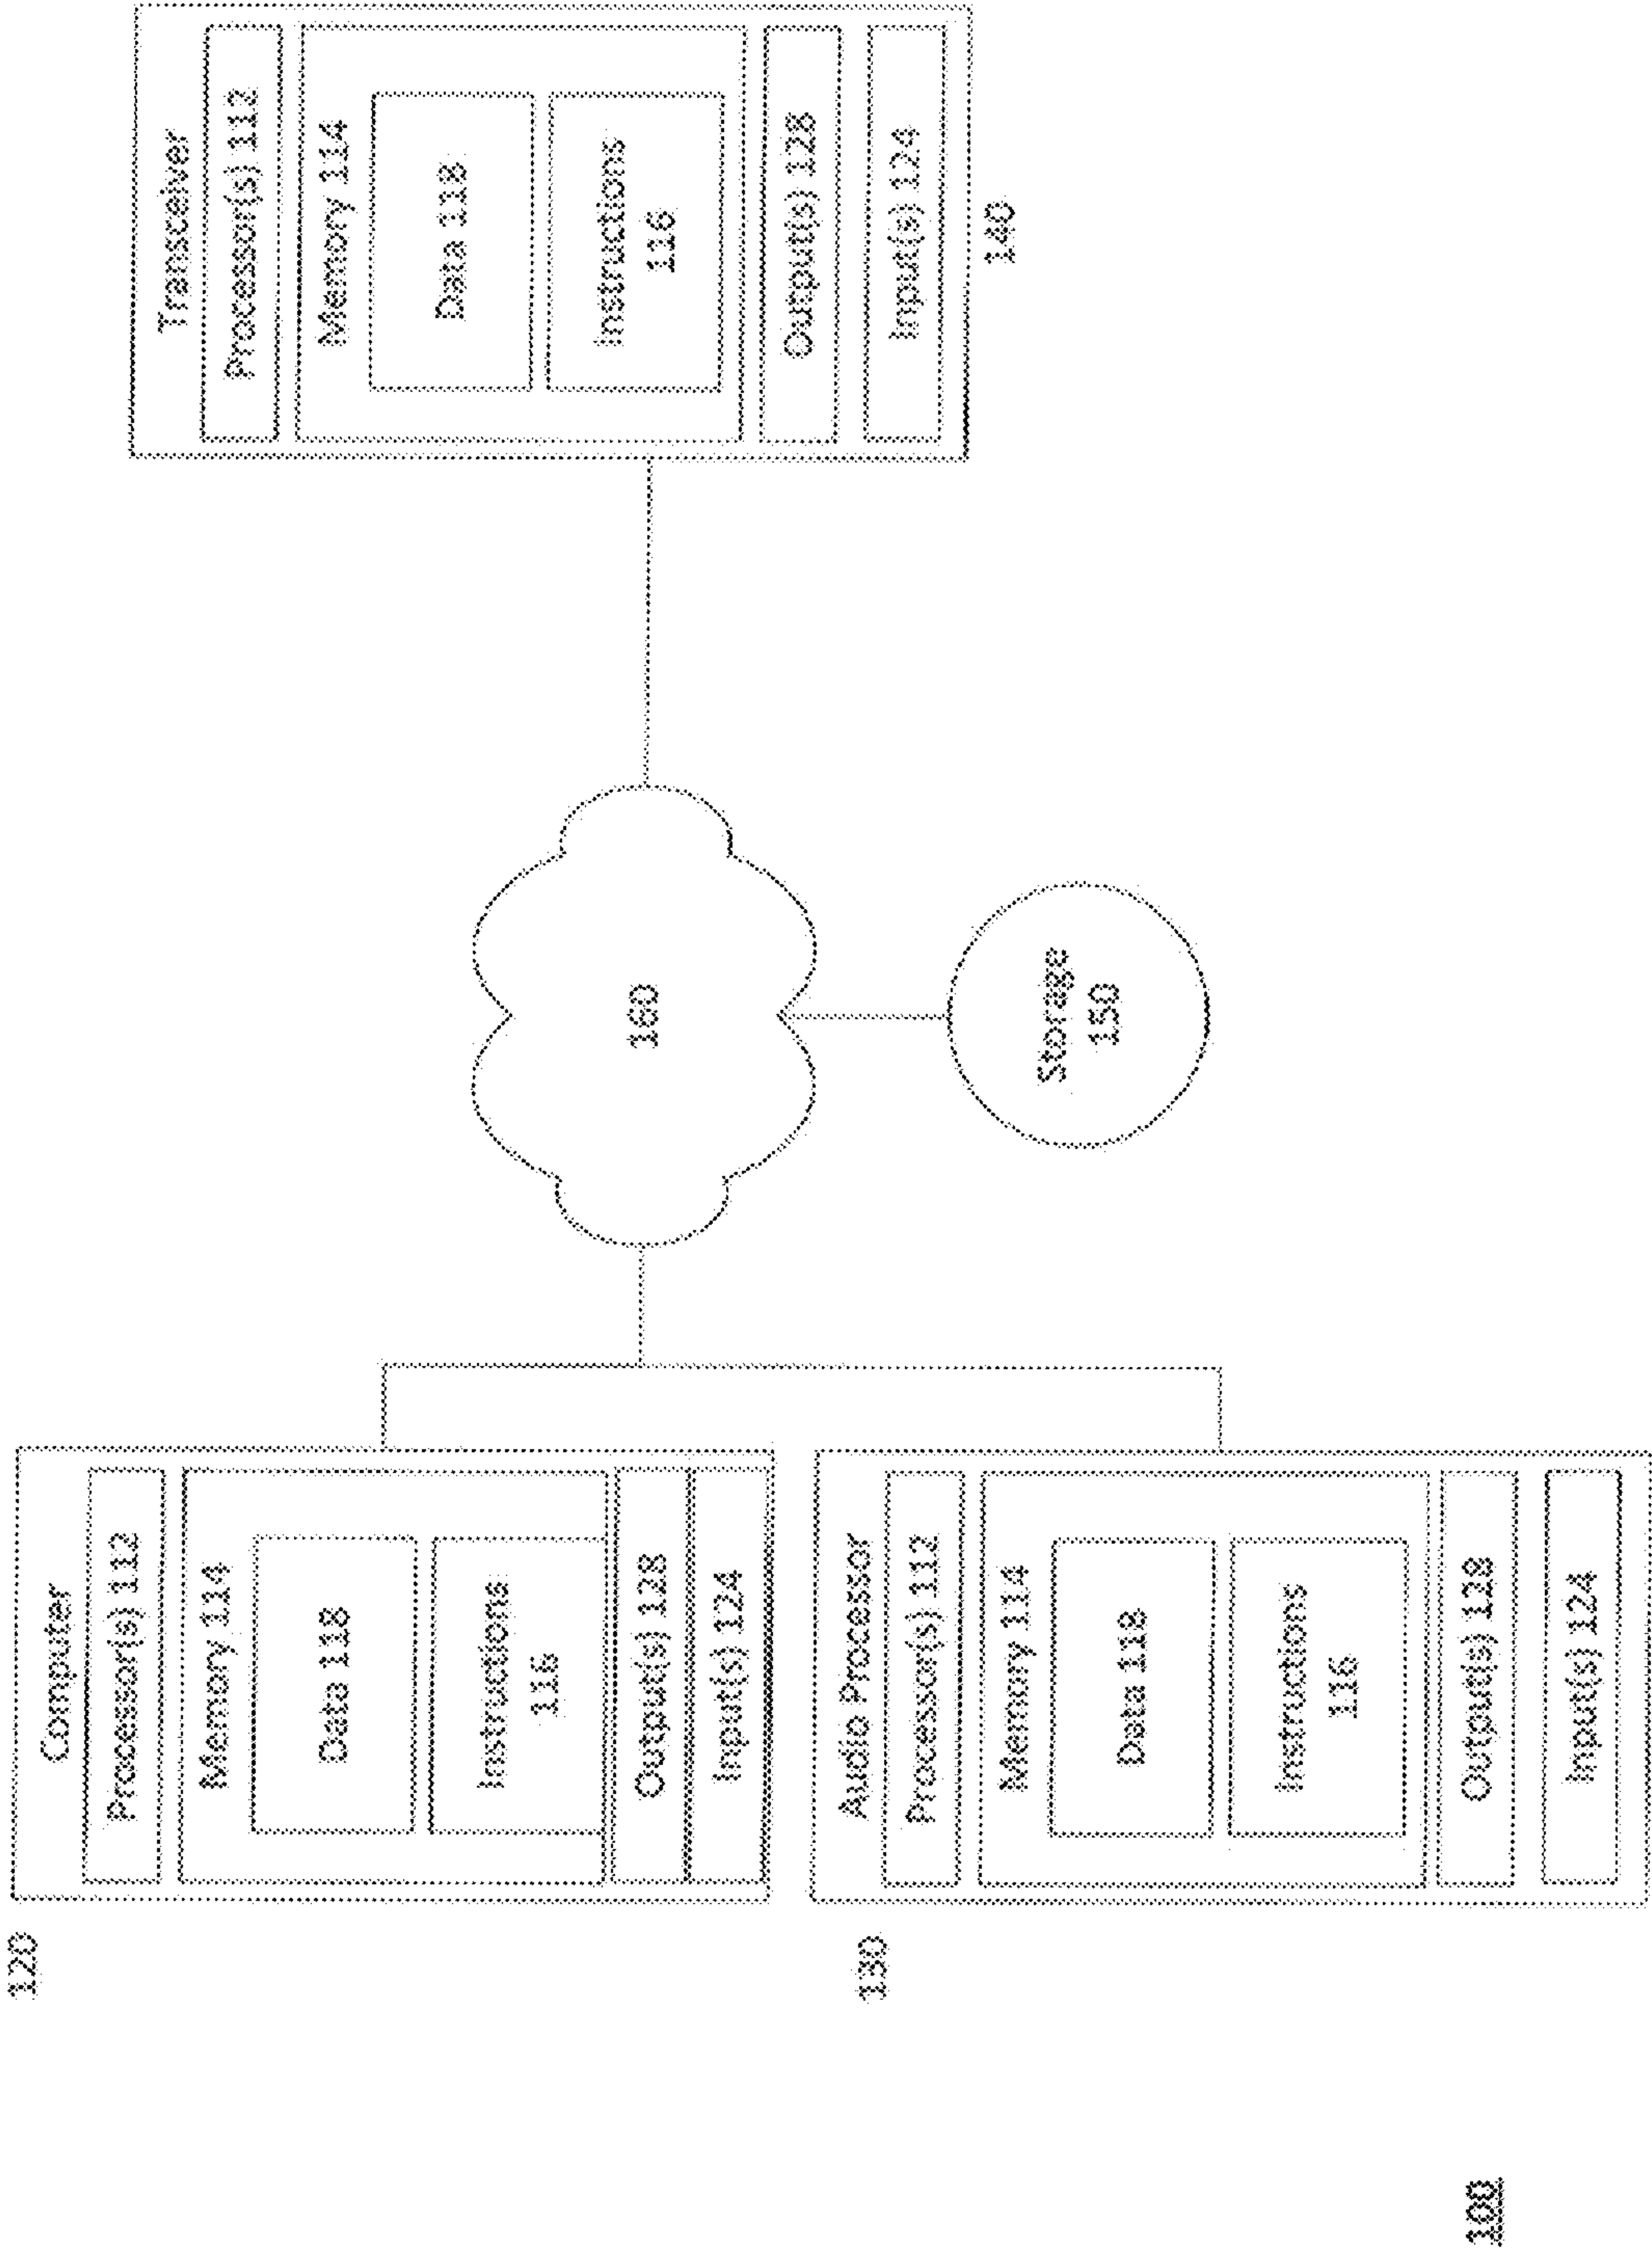 120
Computer
Processor(s) 112
Memory 114
Data 118
Instructions
116
Output(s) 128
Input(s) 124
130
Audio Processor
Processor(s) 112
Memory 114
Data 118
Instructions
116
Output(s) 128
Input(s) 124
160
Storage
150
Transceiver
Processor(s) 112
Memory 114
Data 118
Instructions
116
Output(s) 128
Input(s) 124
140
100